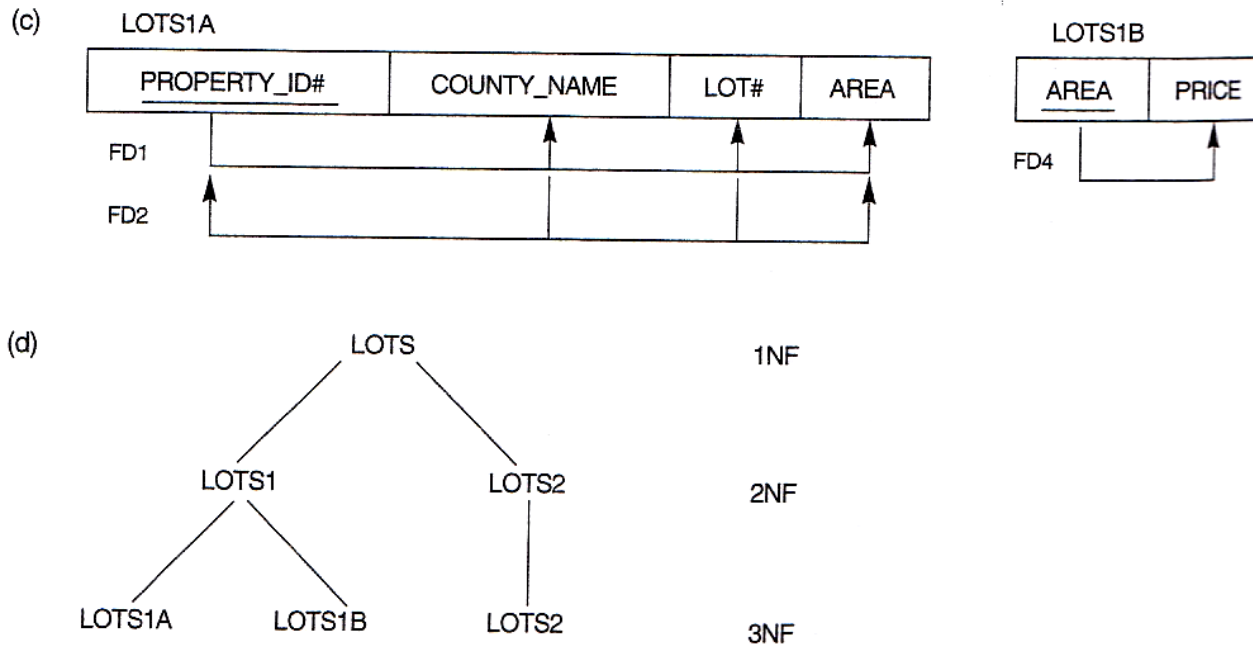 (c)
LOTS1A
LOTS1B
PROPERTY_ID# COUNTY_NAME LOT# AREA
AREA PRICE
FD1
FD4
FD2
(d)
LOTS 1NF
LOTS1 LOTS2 2NF
LOTS1A LOTS1B LOTS2 3NF